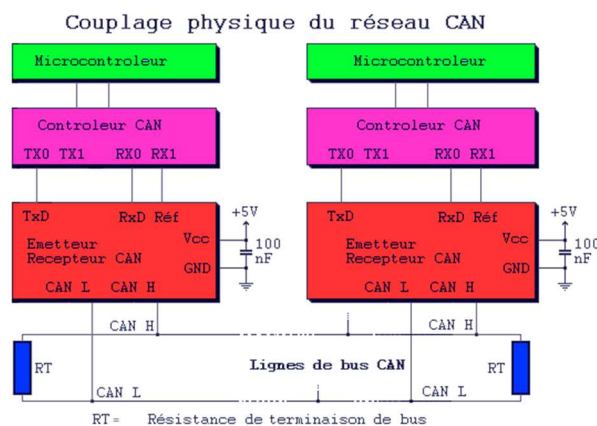 Couplage physique du réseau CAN
Microcontroleur
Microcontroleur
Controleur CAN
TX0 TX1 RX0 RX1
Controleur CAN
TX0 TX1 RX0 RX1
TxD RxD Réf
Emetteur
Recepteur CAN
Vcc
GND
CAN L CAN H
+5V
100
nF
TxD RxD Réf
Emetteur
Recepteur CAN
Vcc
GND
CAN L CAN H
+5V
100
nF
CAN H
CAN H
RT
Lignes de bus CAN
RT
CAN L
CAN L
RT= Résistance de terminaison de bus